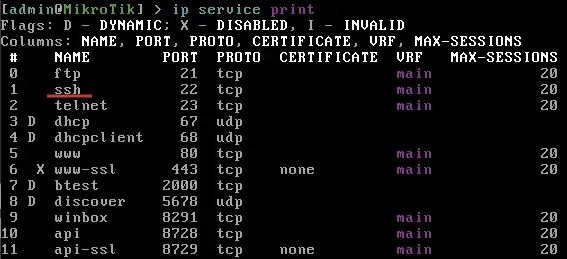 [admin@MikroTik] > ip service print
Flags: D - DYNAMIC; X - DISABLED, I - INVALID
Columns: NAME, PORT, PROTO, CERTIFICATE, VRF, MAX-SESSIONS
#     NAME        PORT  PROTO  CERTIFICATE  VRF   MAX-SESSIONS
0     ftp           21  tcp                 main            20
1     ssh           22  tcp                 main            20
2     telnet        23  tcp                 main            20
3 D   dhcp          67  udp
4 D   dhcpclient    68  udp
5     www           80  tcp                 main            20
6  X  www-ssl      443  tcp    none         main            20
7 D   btest       2000  tcp
8 D   discover    5678  udp
9     winbox      8291  tcp                 main            20
10    api         8728  tcp                 main            20
11    api-ssl     8729  tcp    none         main            20